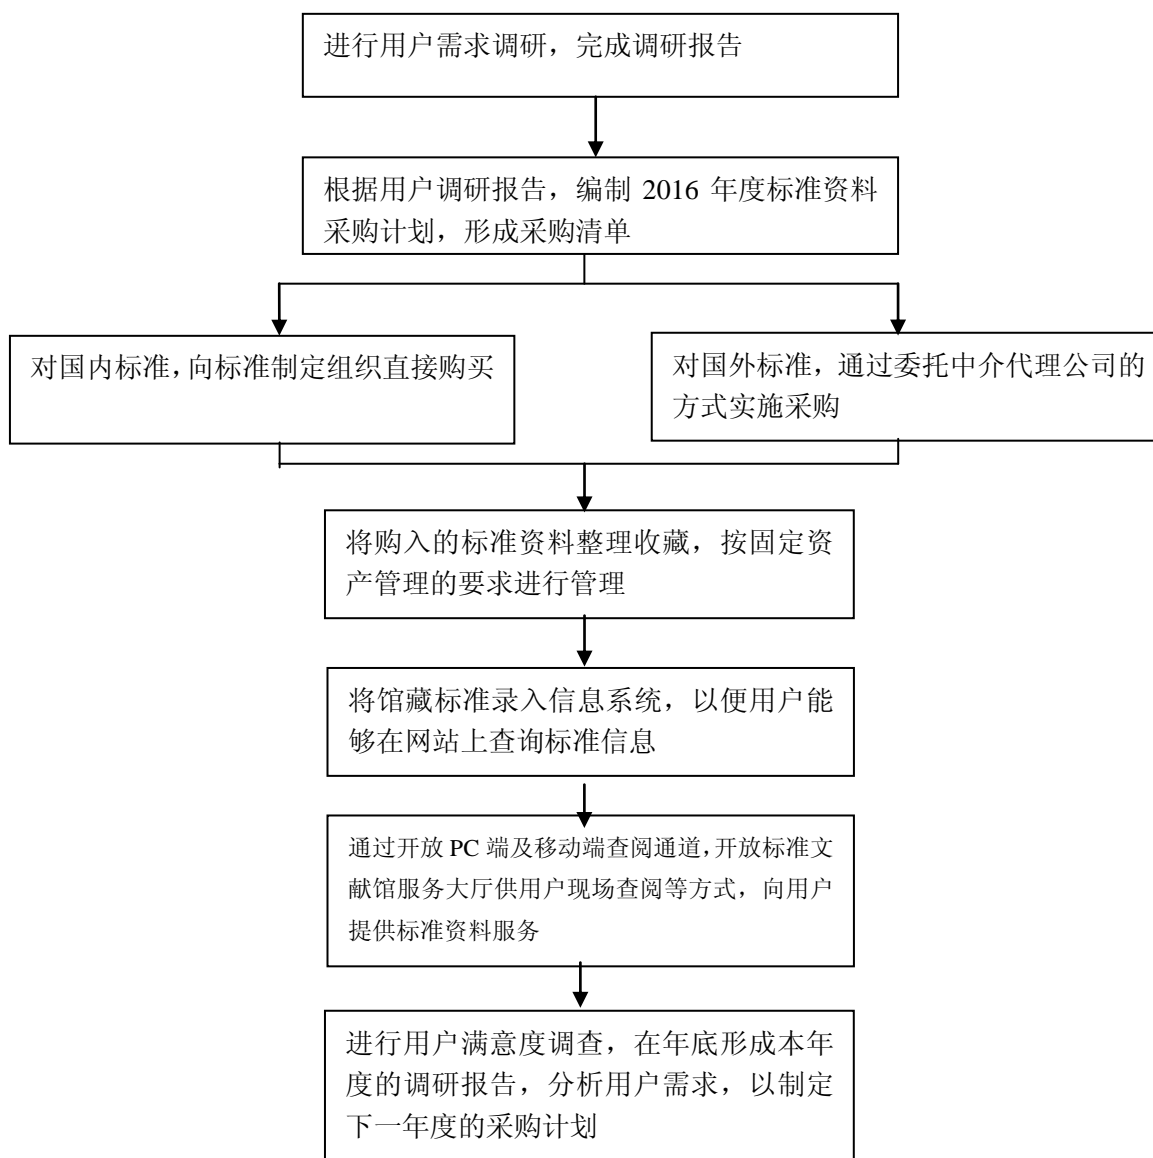 进行用户需求调研，完成调研报告
根据用户调研报告，编制 2016 年度标准资料
采购计划，形成采购清单
对国内标准，向标准制定组织直接购买
对国外标准，通过委托中介代理公司的
方式实施采购
将购入的标准资料整理收藏，按固定资
产管理的要求进行管理
将馆藏标准录入信息系统，以便用户能
够在网站上查询标准信息
通过开放 PC 端及移动端查阅通道，开放标准文
献馆服务大厅供用户现场查阅等方式，向用户
提供标准资料服务
进行用户满意度调查，在年底形成本年
度的调研报告，分析用户需求，以制定
下一年度的采购计划